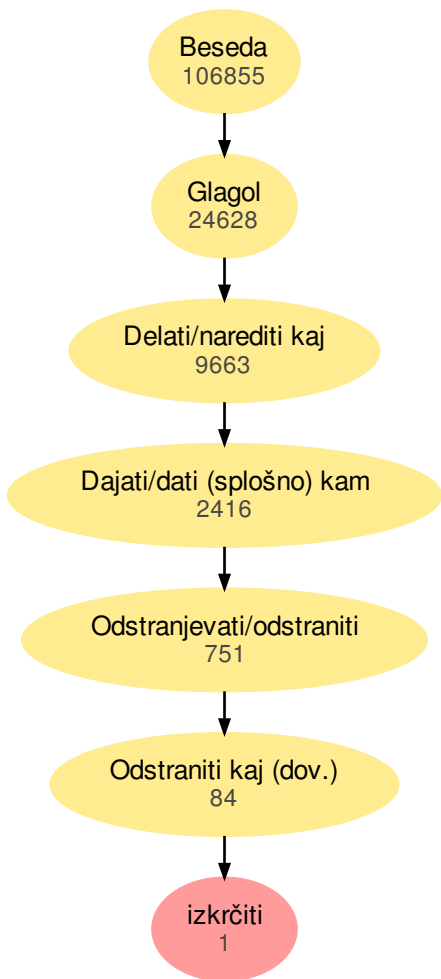 Beseda
106855
Glagol
24628
Delati/narediti kaj
9663
Dajati/dati (splošno) kam
2416
Odstranjevati/odstraniti
751
Odstraniti kaj (dov.)
84
izkrčiti
1